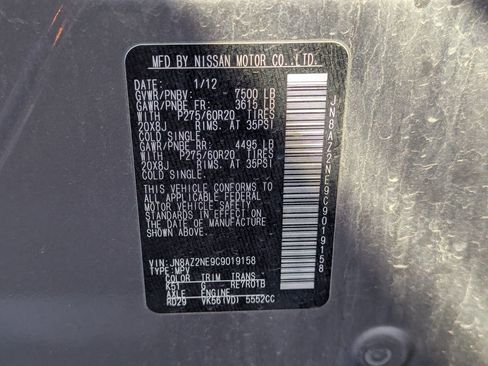 MFD BY NISSAN MOTOR CO.,LTD.
DATE: 1/12
GVWR/PNBV: 7500 LB
GAWR/PNBE FR: 3615 LB
WITH P275/60R20 TIRES
20X8J RIMS. AT 35PSI
COLD SINGLE.
GAWR/PNBE RR: 4495 LB
WITH P275/60R20 TIRES
20X8J RIMS. AT 35PSI
COLD SINGLE.
THIS VEHICLE CONFORMS TO
ALL APPLICABLE FEDERAL
MOTOR VEHICLE SAFETY
STANDARDS IN EFFECT ON
THE DATE OF MANUFACTURE
SHOWN ABOVE.
VIN: JN8AZ2NE9C9019158
TYPE: MPV
COLOR TRIM TRANS
K51 G RE7R01B
AXLE ENGINE
RD29 VK56(VD) 5552CC
JN8AZ2NE9C9019158